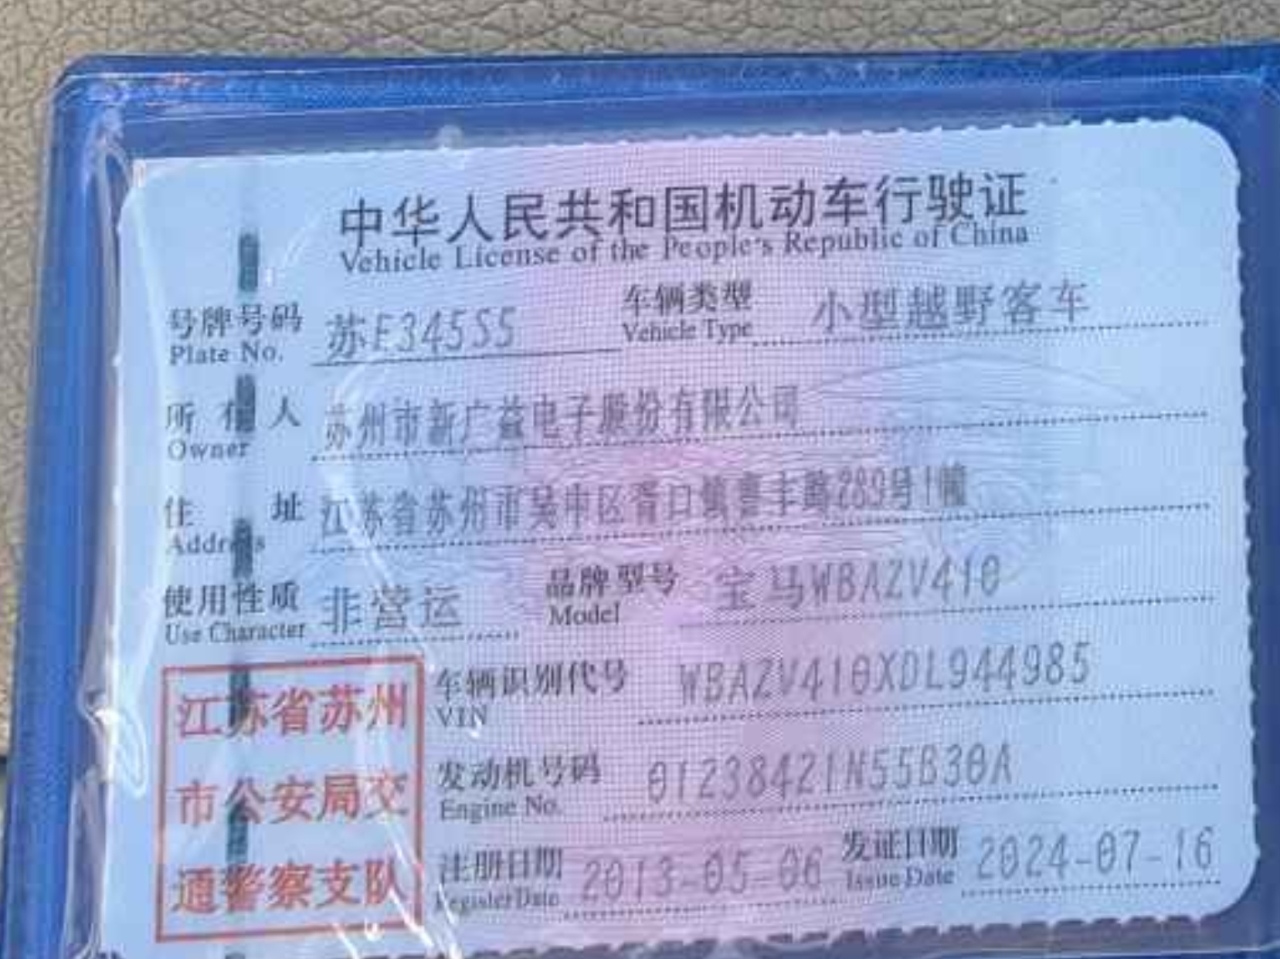 中华人民共和国机动车行驶证
Vehicle License of the People's Republic of China
号牌号码 苏E34555 车辆类型 小型越野客车
Plate No. Vehicle Type
所有人 苏州市新广益电子股份有限公司
Owner
住址 江苏省苏州市吴中区胥口镇曹丰路289号1幢
Address
使用性质 非营运 品牌型号 宝马WBAZV410
Use Character Model
江苏省苏州 车辆识别代号 WBAZV410XDL944985
VIN
市公安局交 发动机号码 01238421N55B30A
Engine No.
通警察支队 注册日期 2013-05-06 发证日期 2024-07-16
Register Date Issue Date